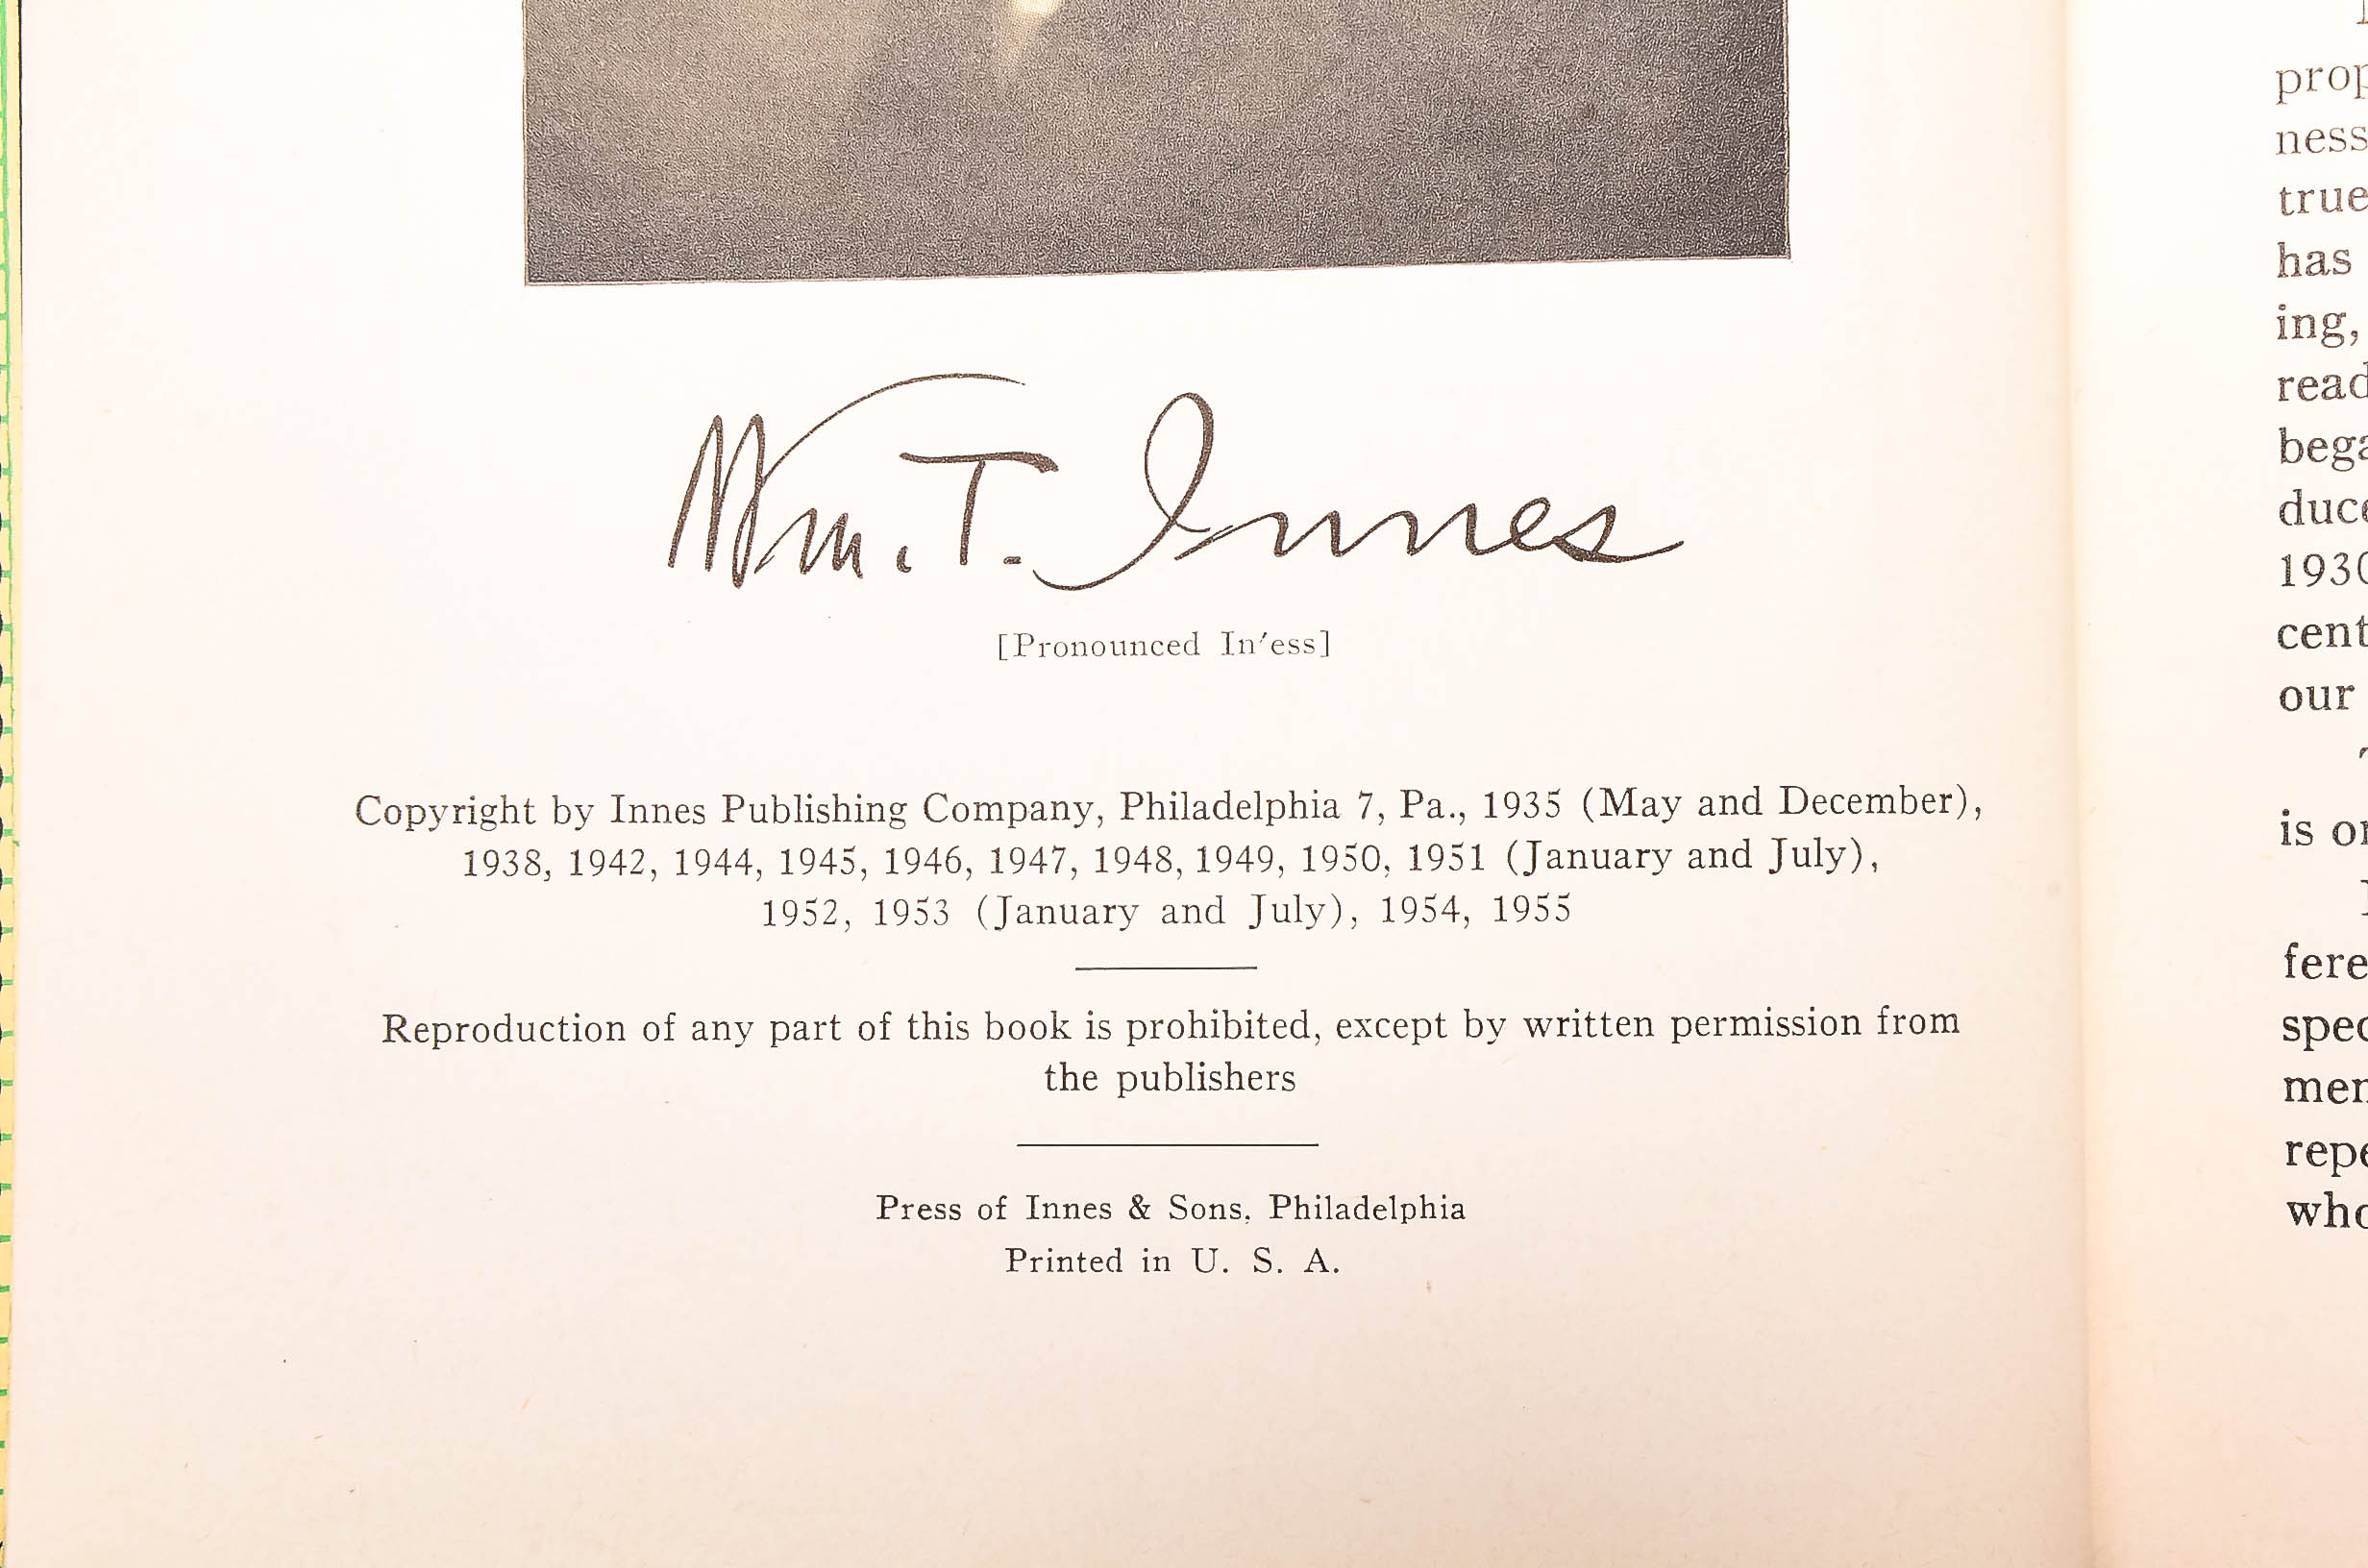 Wm. T. Innes
[Pronounced In′ess]
Copyright by Innes Publishing Company, Philadelphia 7, Pa., 1935 (May and December),
1938, 1942, 1944, 1945, 1946, 1947, 1948, 1949, 1950, 1951 (January and July),
1952, 1953 (January and July), 1954, 1955
Reproduction of any part of this book is prohibited, except by written permission from
the publishers
Press of Innes & Sons, Philadelphia
Printed in U. S. A.
prop
ness
true
has
ing,
read
bega
duce
1930
cent
our
is
fere
spec
men
repe
who